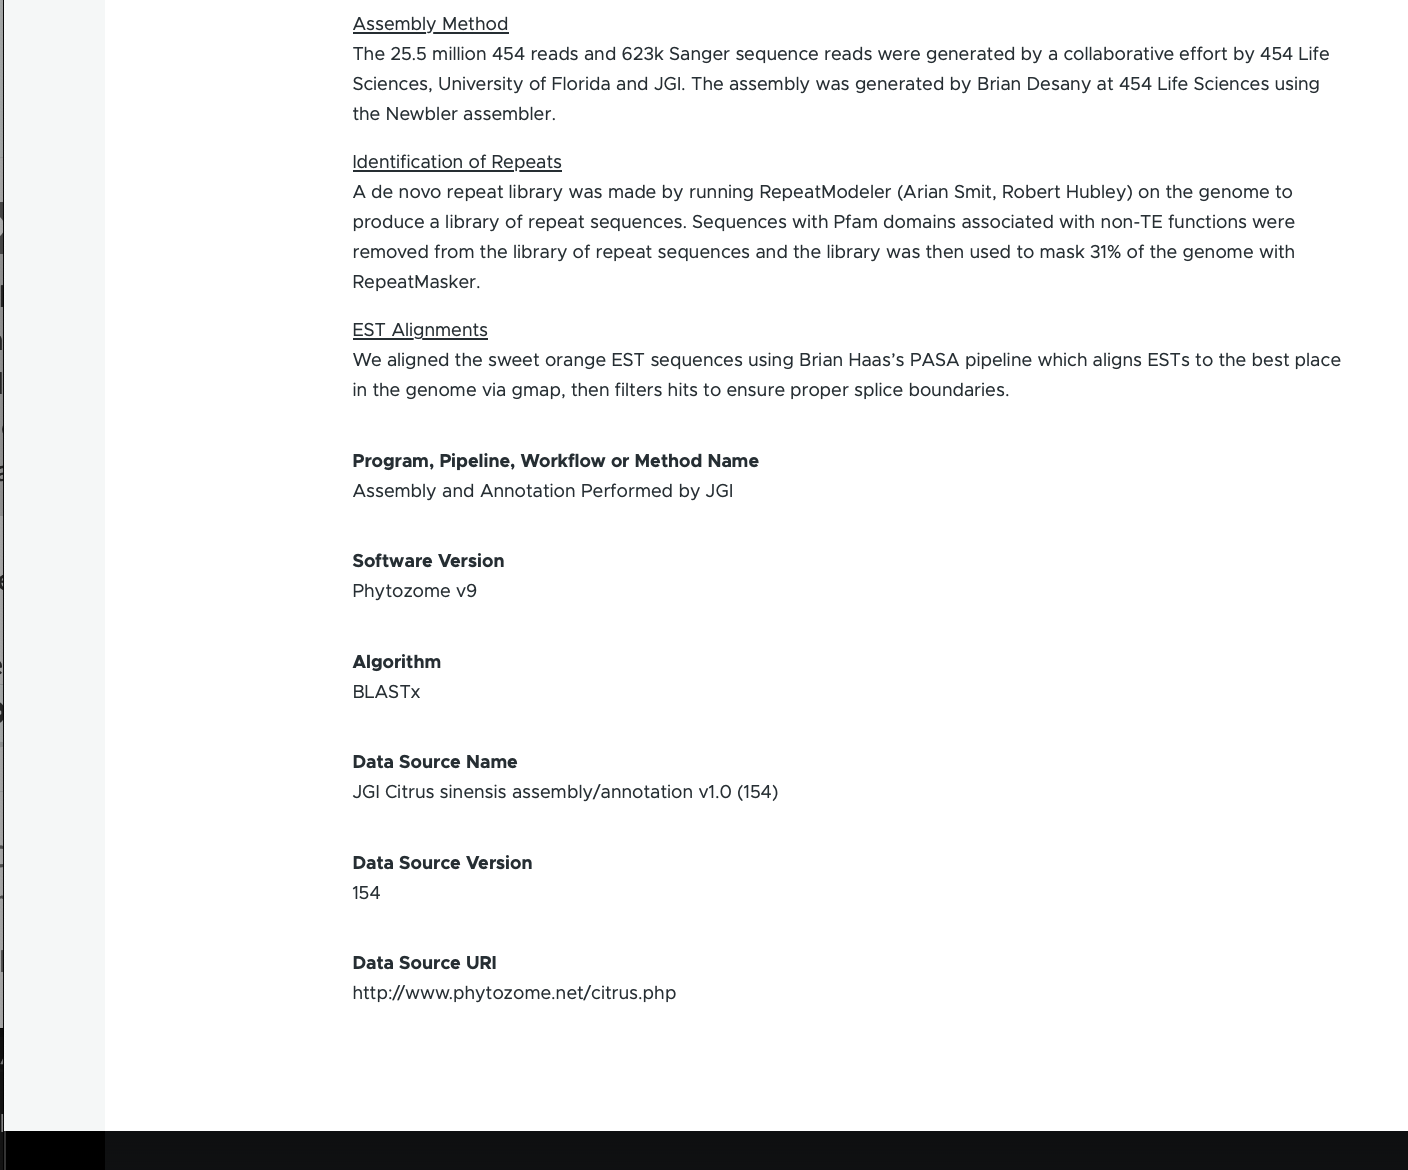 Assembly Method
The 25.5 million 454 reads and 623k Sanger sequence reads were generated by a collaborative effort by 454 Life
Sciences, University of Florida and JGI. The assembly was generated by Brian Desany at 454 Life Sciences using
the Newbler assembler.
Identification of Repeats
A de novo repeat library was made by running RepeatModeler (Arian Smit, Robert Hubley) on the genome to
produce a library of repeat sequences. Sequences with Pfam domains associated with non-TE functions were
removed from the library of repeat sequences and the library was then used to mask 31% of the genome with
RepeatMasker.
EST Alignments
We aligned the sweet orange EST sequences using Brian Haas’s PASA pipeline which aligns ESTs to the best place
in the genome via gmap, then filters hits to ensure proper splice boundaries.
Program, Pipeline, Workflow or Method Name
Assembly and Annotation Performed by JGI
Software Version
Phytozome v9
Algorithm
BLASTx
Data Source Name
JGI Citrus sinensis assembly/annotation v1.0 (154)
Data Source Version
154
Data Source URI
http://www.phytozome.net/citrus.php